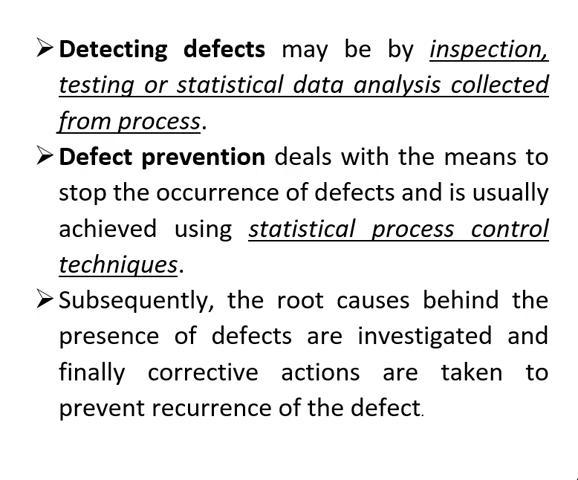 ➢ Detecting defects may be by inspection,
testing or statistical data analysis collected
from process.
➢ Defect prevention deals with the means to
stop the occurrence of defects and is usually
achieved using statistical process control
techniques.
➢ Subsequently, the root causes behind the
presence of defects are investigated and
finally corrective actions are taken to
prevent recurrence of the defect.